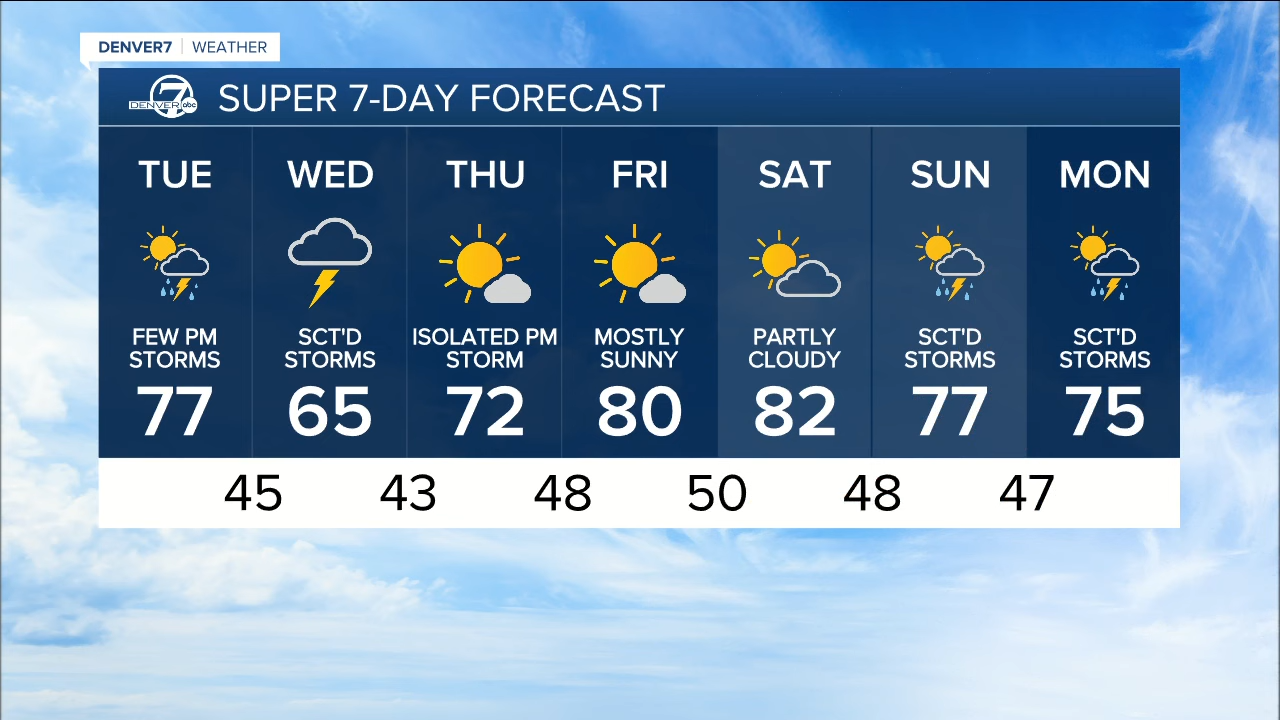 DENVER7 | WEATHER
7
DENVER abc
SUPER 7-DAY FORECAST
TUE WED THU FRI SAT SUN MON
FEW PM SCT'D ISOLATED PM MOSTLY PARTLY SCT'D SCT'D
STORMS STORMS STORM SUNNY CLOUDY STORMS STORMS
77 65 72 80 82 77 75
45 43 48 50 48 47